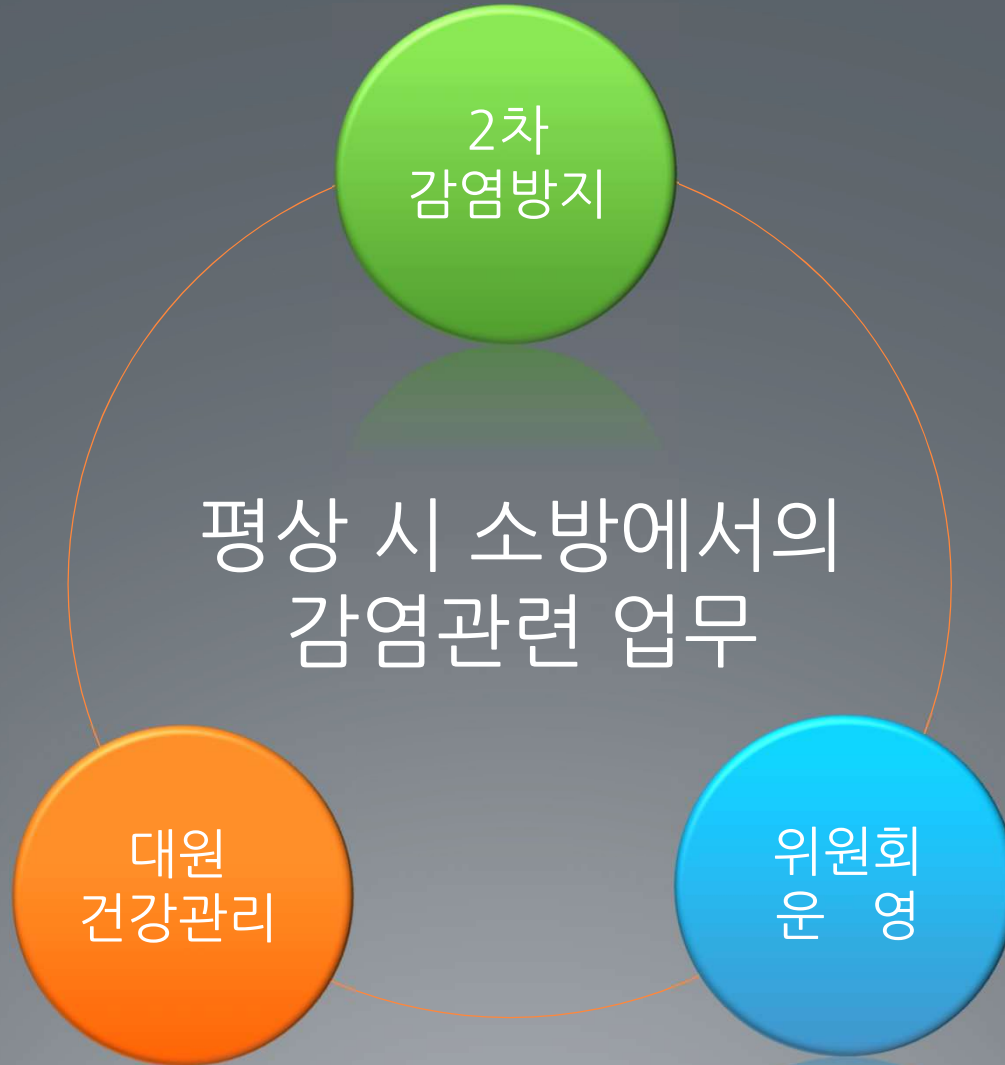 2차
감염방지
평상 시 소방에서의
감염관련 업무
대원
건강관리
위원회
운 영